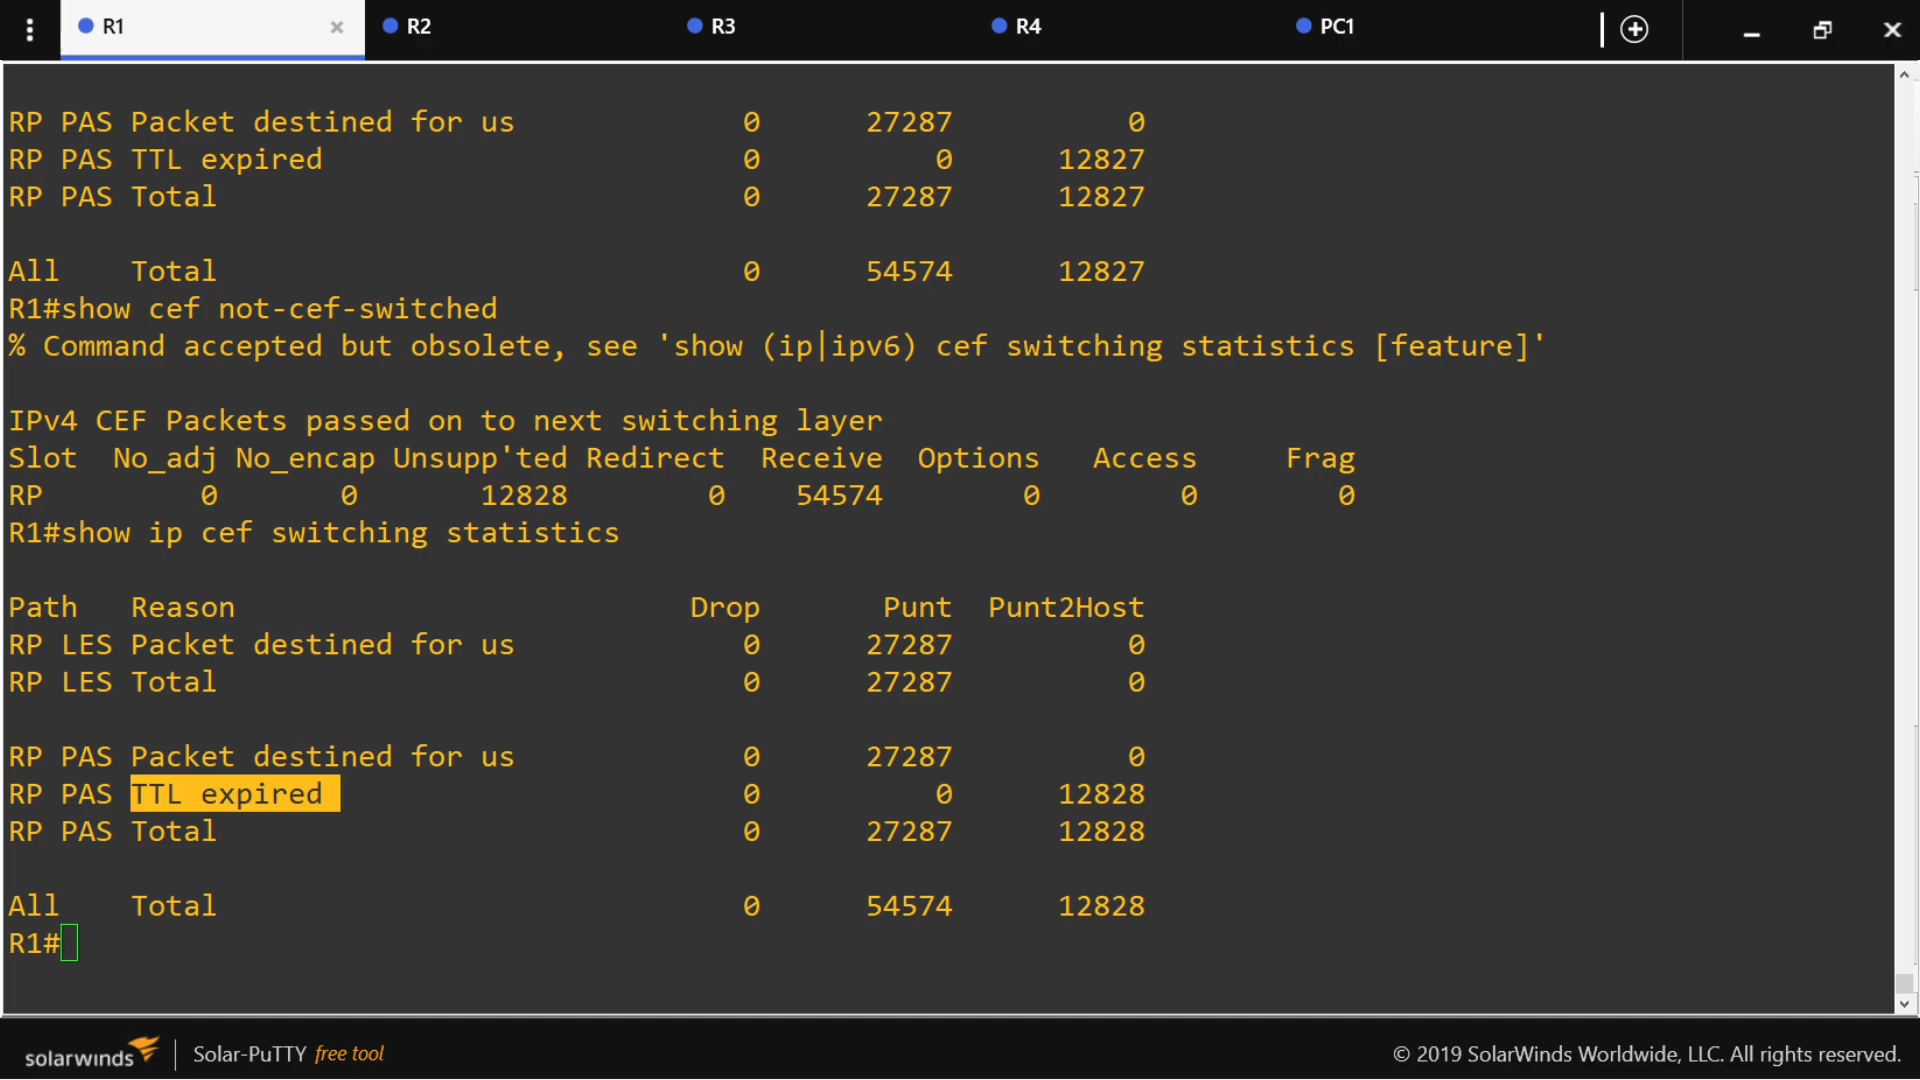 R1
R2
R3
R4
PC1
RP PAS Packet destined for us 0 27287 0
RP PAS TTL expired 0 0 12827
RP PAS Total 0 27287 12827
All Total 0 54574 12827
R1#show cef not-cef-switched
% Command accepted but obsolete, see 'show (ip|ipv6) cef switching statistics [feature]'
IPv4 CEF Packets passed on to next switching layer
Slot No_adj No_encap Unsupp'ted Redirect Receive Options Access Frag
RP 0 0 12828 0 54574 0 0 0
R1#show ip cef switching statistics
Path Reason Drop Punt Punt2Host
RP LES Packet destined for us 0 27287 0
RP LES Total 0 27287 0
RP PAS Packet destined for us 0 27287 0
RP PAS TTL expired 0 0 12828
RP PAS Total 0 27287 12828
All Total 0 54574 12828
R1#
solarwinds
Solar-PuTTY free tool
© 2019 SolarWinds Worldwide, LLC. All rights reserved.